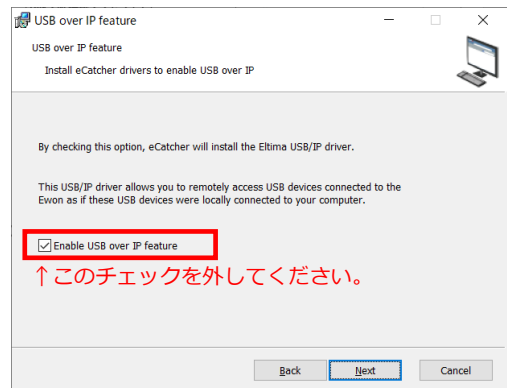 USB over IP feature
USB over IP feature
Install eCatcher drivers to enable USB over IP
By checking this option, eCatcher will install the Eltima USB/IP driver.
This USB/IP driver allows you to remotely access USB devices connected to the
Ewon as if these USB devices were locally connected to your computer.
Enable USB over IP feature
↑このチェックを外してください。
Back Next Cancel